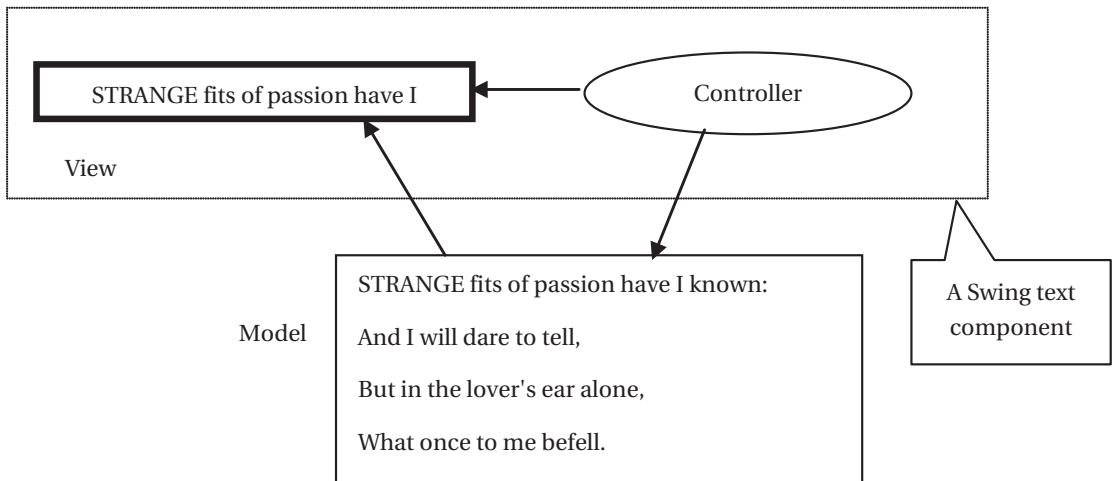 STRANGE fits of passion have I
Controller
View
STRANGE fits of passion have I known:
Model
And I will dare to tell,
But in the lover's ear alone,
What once to me befell.
A Swing text
component